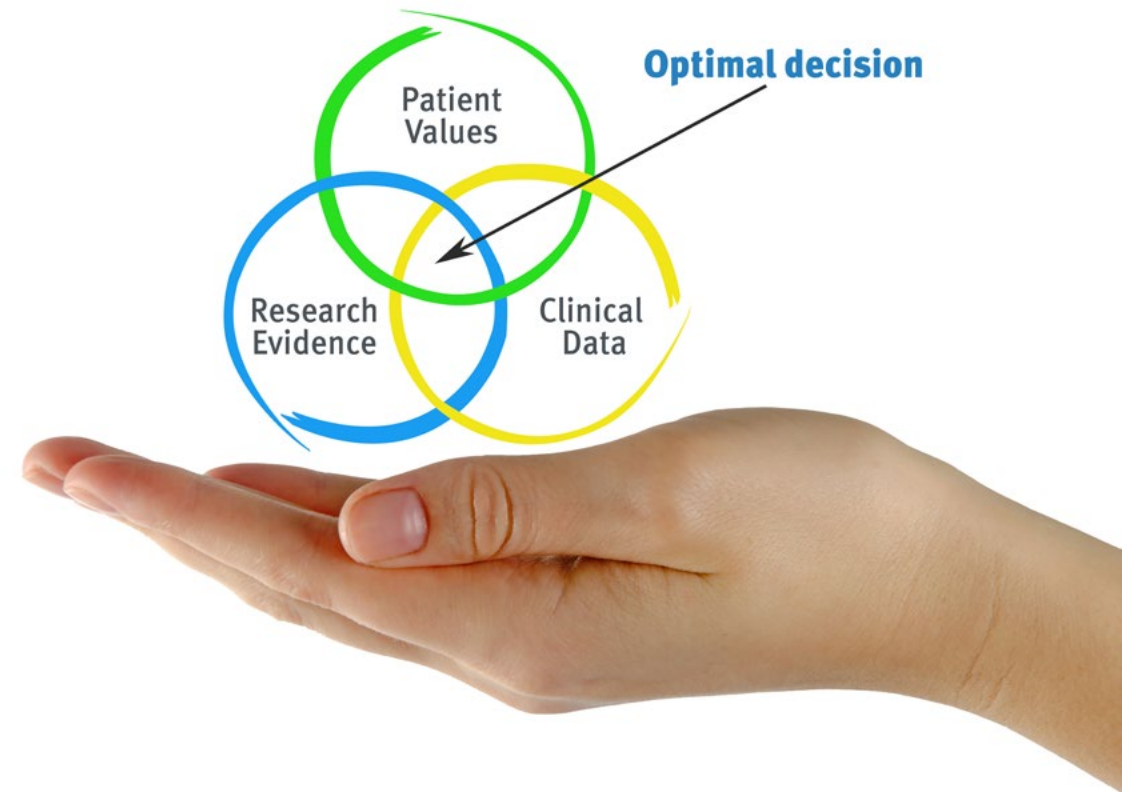 Optimal decision
Patient
Values
Research
Evidence
Clinical
Data